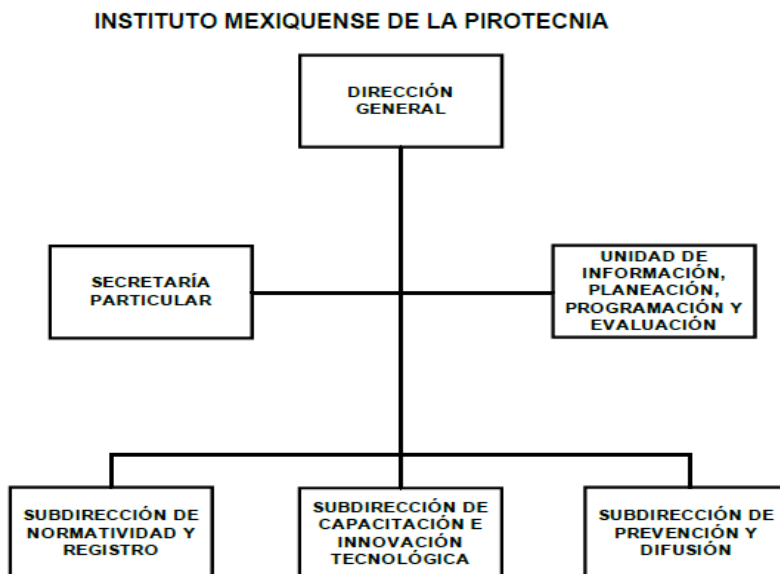 INSTITUTO MEXIQUENSE DE LA PIROTECNIA
DIRECCIÓN
GENERAL
SECRETARÍA
PARTICULAR
UNIDAD DE
INFORMACIÓN,
PLANEACIÓN,
PROGRAMACIÓN Y
EVALUACIÓN
SUBDIRECCIÓN DE
NORMATIVIDAD Y
REGISTRO
SUBDIRECCIÓN DE
CAPACITACIÓN E
INNOVACIÓN
TECNOLÓGICA
SUBDIRECCIÓN DE
PREVENCIÓN Y
DIFUSIÓN